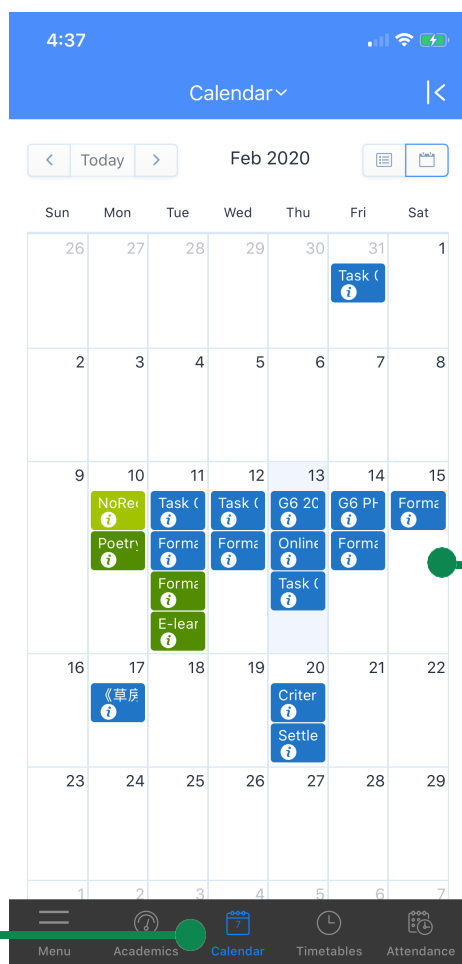 4:37
Calendar
Today
Feb 2020
Sun Mon Tue Wed Thu Fri Sat
26 27 28 29 30 31 1
Task (
2 3 4 5 6 7 8
9 10 11 12 13 14 15
NoRe Task ( Task ( G6 20 G6 PH Forma
Poetry Forma Forma Online Forma
Forma Task (
E-lear
16 17 18 19 20 21 22
《草房 Criter
Settle
23 24 25 26 27 28 29
1 2 3 4 5 6 7
7
Menu Academics Calendar Timetables Attendance